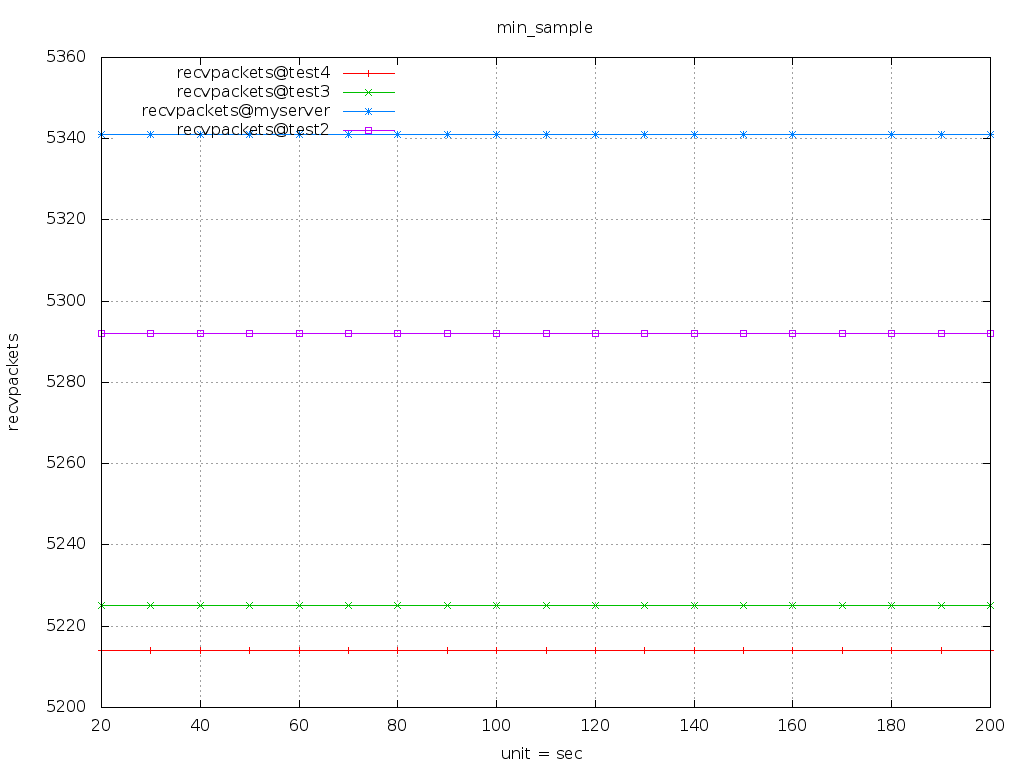 min_sample
5360
5340
5320
5300
5280
5260
5240
5220
5200
recvpackets
recvpackets@test4
recvpackets@test3
recvpackets@myserver
recvpackets@test2
20 40 60 80 100 120 140 160 180 200
unit = sec